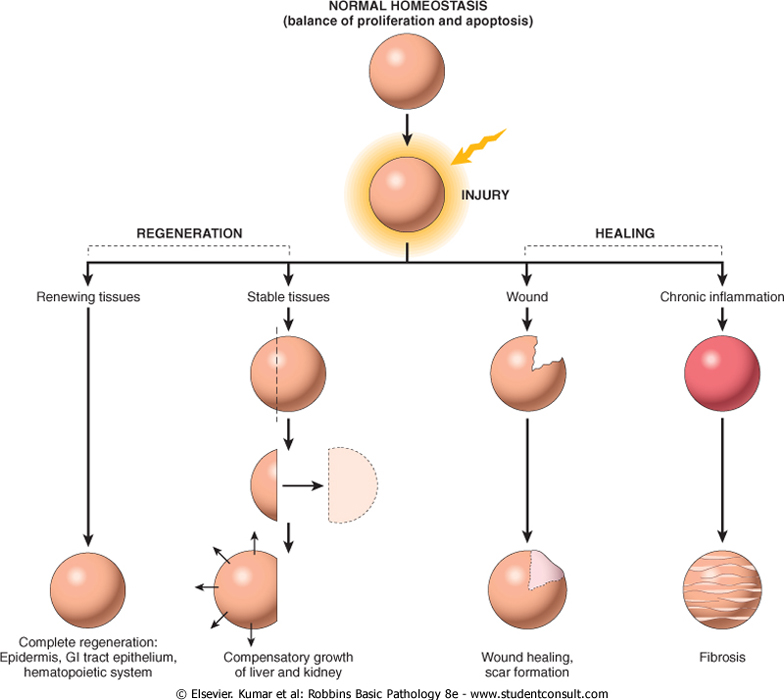 NORMAL HOMEOSTASIS
(balance of proliferation and apoptosis)
INJURY
REGENERATION
HEALING
Renewing tissues
Stable tissues
Wound
Chronic inflammation
Complete regeneration:
Epidermis, GI tract epithelium,
hematopoietic system
Compensatory growth
of liver and kidney
Wound healing,
scar formation
Fibrosis
© Elsevier. Kumar et al: Robbins Basic Pathology 8e - www.studentconsult.com